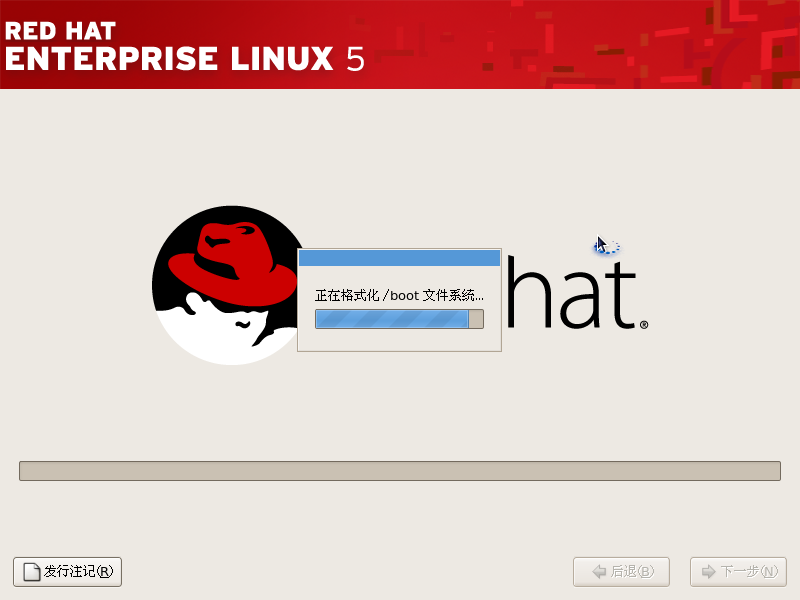 RED HAT
ENTERPRISE LINUX 5
正在格式化 /boot 文件系统...
hat®
发行注记(R)
后退(B)
下一步(N)